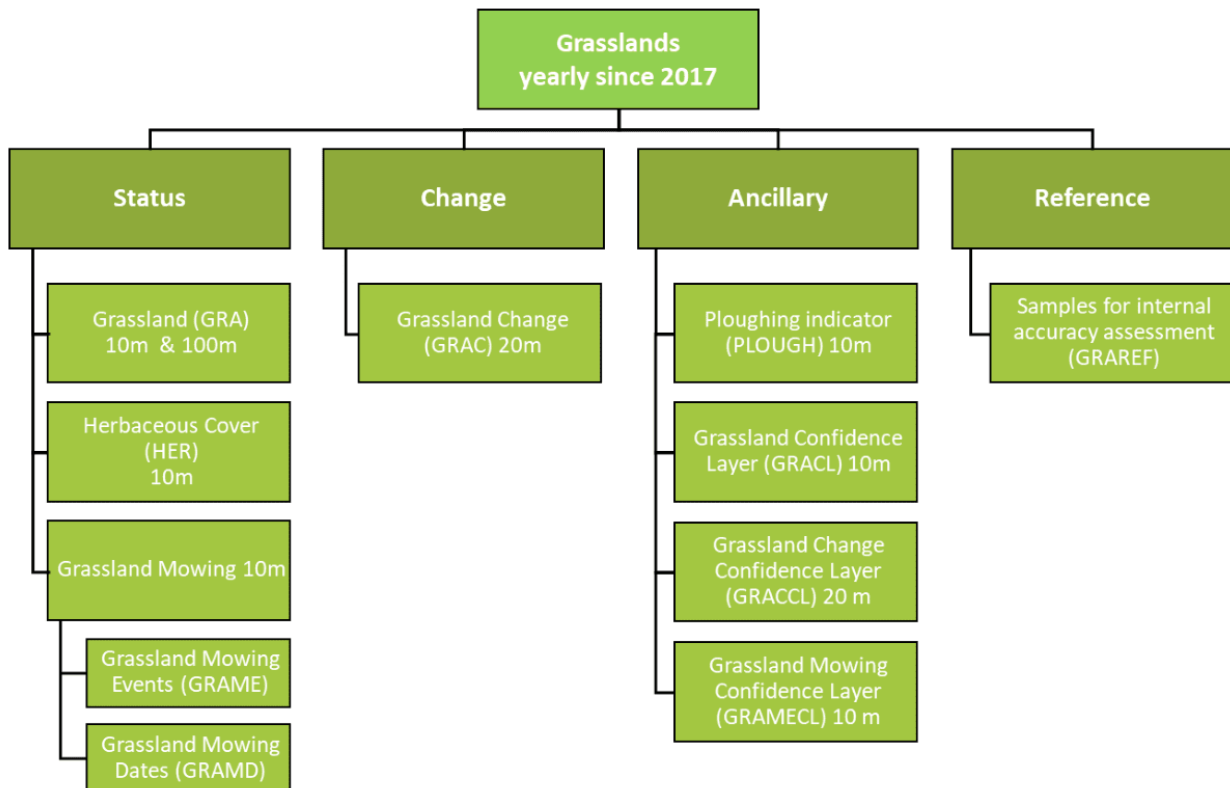 Grasslands
yearly since 2017
Status
Change
Ancillary
Reference
Grassland (GRA)
10m & 100m
Herbaceous Cover
(HER)
10m
Grassland Mowing 10m
Grassland Mowing
Events (GRAME)
Grassland Mowing
Dates (GRAMD)
Grassland Change
(GRAC) 20m
Ploughing indicator
(PLOUGH) 10m
Grassland Confidence
Layer (GRACL) 10m
Grassland Change
Confidence Layer
(GRACCL) 20 m
Grassland Mowing
Confidence Layer
(GRAMECL) 10 m
Samples for internal
accuracy assessment
(GRAREF)